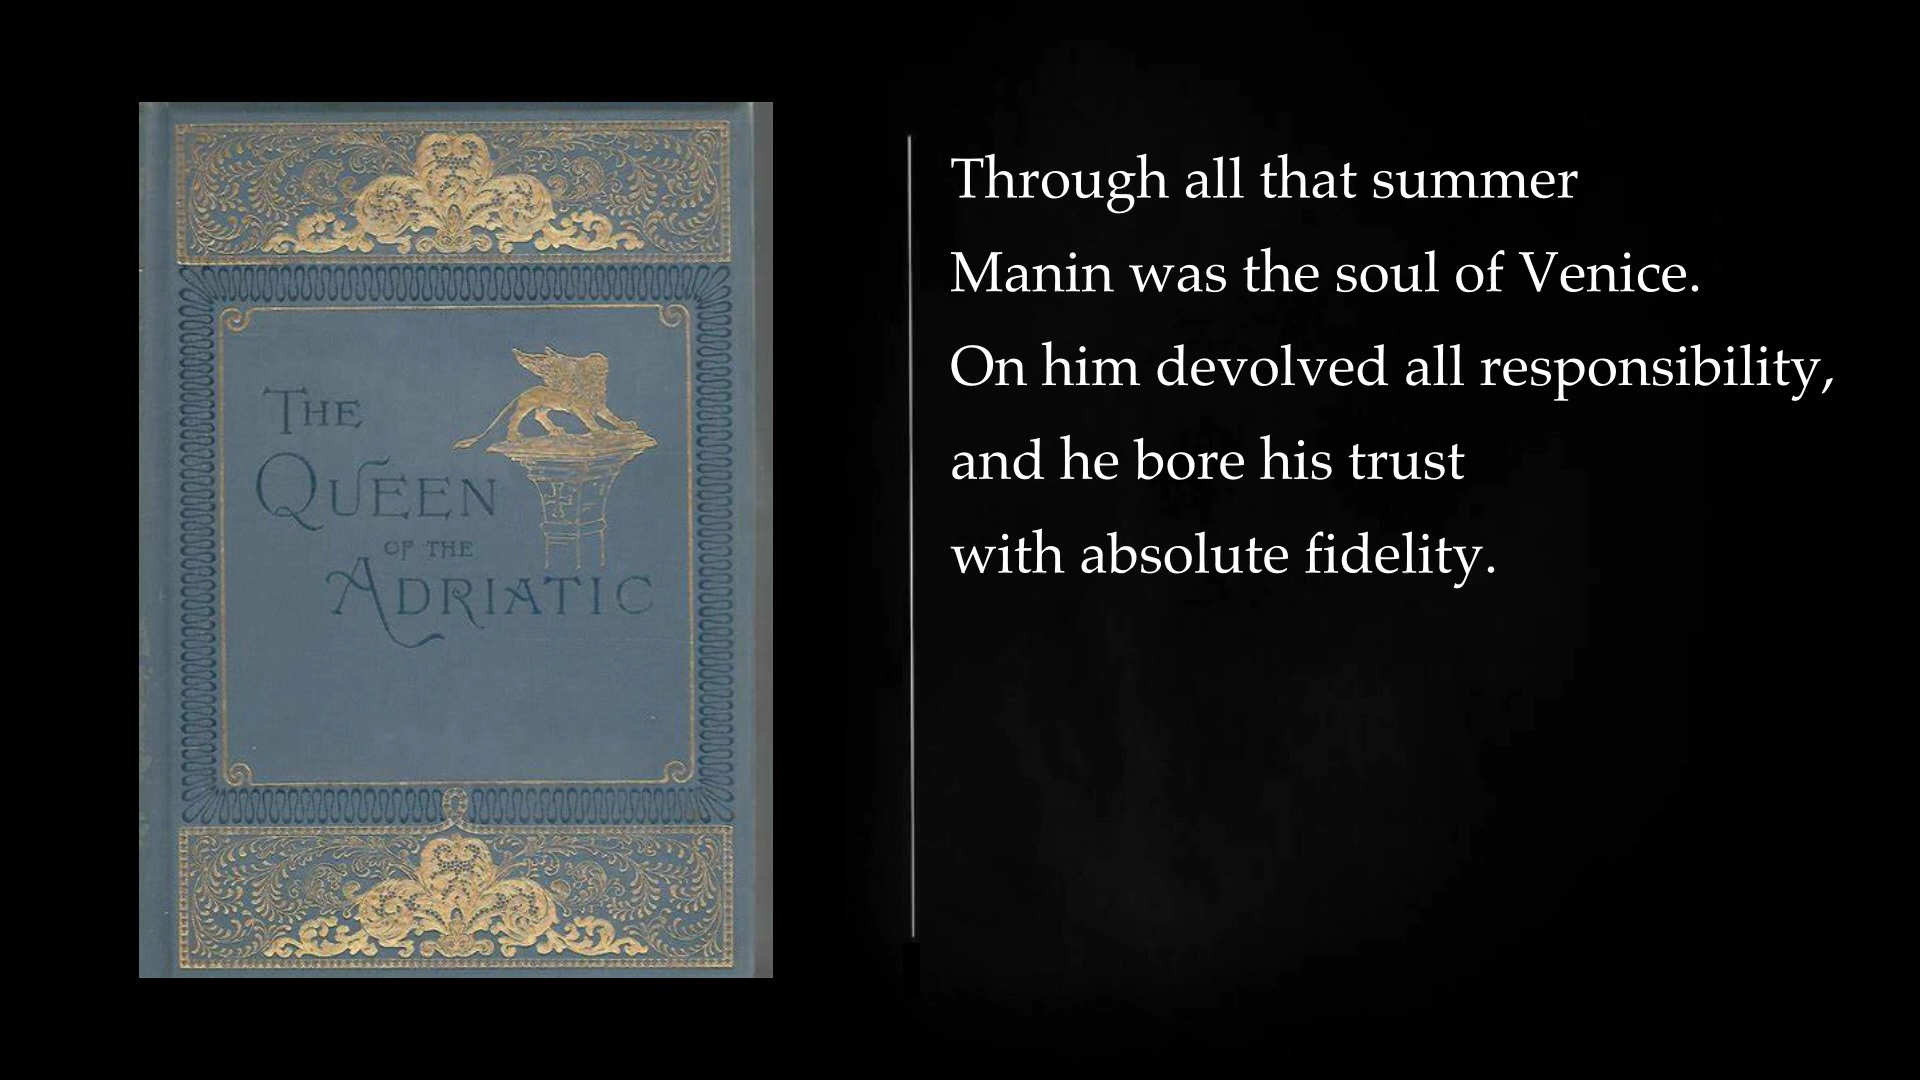 THE
QUEEN
OF THE
ADRIATIC
Through all that summer
Manin was the soul of Venice.
On him devolved all responsibility,
and he bore his trust
with absolute fidelity.